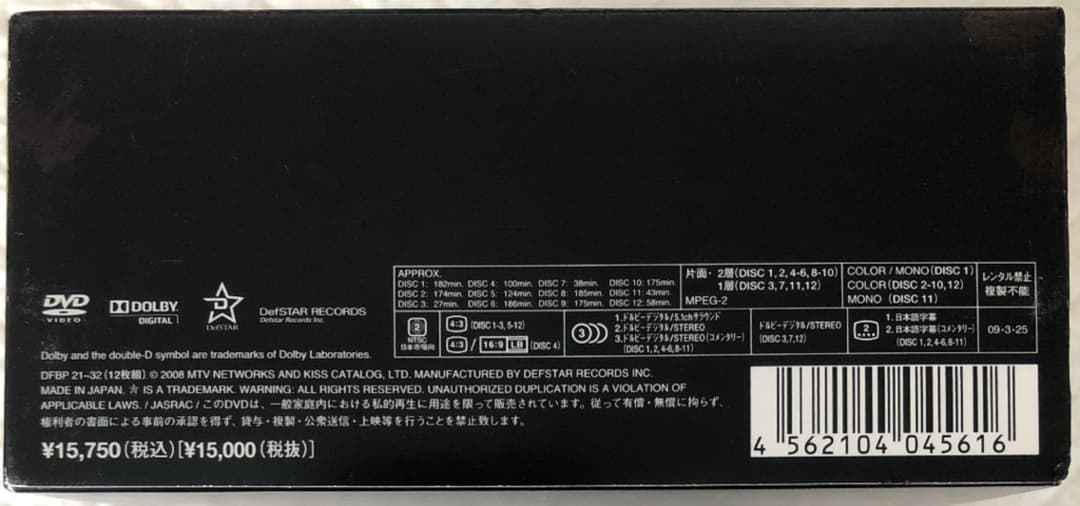 APPROX.
DISC 1: 182min. DISC 4: 100min. DISC 7: 38min. DISC 10: 175min.
DISC 2: 174min. DISC 5: 124min. DISC 8: 185min. DISC 11: 43min.
DISC 3: 27min. DISC 6: 186min. DISC 9: 175min. DISC 12: 58min.
片面・2層(DISC 1,2,4-6,8-10)
1層(DISC 3,7,11,12)
MPEG-2
COLOR / MONO(DISC 1)
COLOR (DISC 2-10,12)
MONO (DISC 11)
レンタル禁止
複製不能
DVD
VIDEO
DOLBY
DIGITAL
D
DefSTAR
DefSTAR RECORDS
Defstar Records Inc.
2
NTSC
日本市場向
4:3 (DISC 1-3, 5-12)
4:3 / 16:9 LB (DISC 4)
3
1.ドルビーデジタル/5.1chサラウンド
2.ドルビーデジタル/STEREO
3.ドルビーデジタル/STEREO(コメンタリー)
(DISC 1,2,4-6,8-11)
ドルビーデジタル/STEREO
(DISC 3,7,12)
2
1.日本語字幕
2.日本語字幕(コメンタリー)
(DISC 1,2,4-6,8-11)
09・3・25
Dolby and the double-D symbol are trademarks of Dolby Laboratories.
DFBP 21~32 (12枚組) © 2008 MTV NETWORKS AND KISS CATALOG, LTD. MANUFACTURED BY DEFSTAR RECORDS INC.
MADE IN JAPAN. IS A TRADEMARK. WARNING: ALL RIGHTS RESERVED. UNAUTHORIZED DUPLICATION IS A VIOLATION OF
APPLICABLE LAWS. / JASRAC / このDVDは、一般家庭内における私的再生に用途を限って販売されています。従って有償・無償に拘らず、
権利者の書面による事前の承認を得ず、貸与・複製・公衆送信・上映等を行うことを禁止致します。
¥15,750(税込)[¥15,000(税抜)]
4 562104 045616